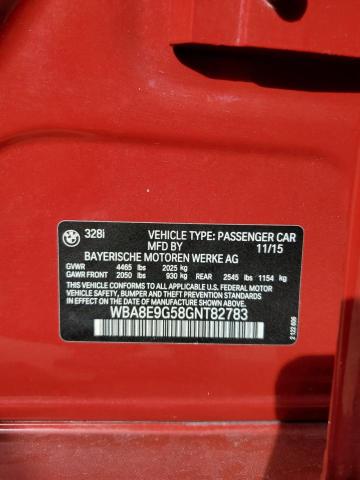 BMW
328i VEHICLE TYPE: PASSENGER CAR
MFD BY 11/15
BAYERISCHE MOTOREN WERKE AG
GVWR 4465 lbs 2025 kg
GAWR FRONT 2050 lbs 930 kg REAR 2545 lbs 1154 kg
THIS VEHICLE CONFORMS TO ALL APPLICABLE U.S. FEDERAL MOTOR
VEHICLE SAFETY, BUMPER, AND THEFT PREVENTION STANDARDS
IN EFFECT ON THE DATE OF MANUFACTURE SHOWN ABOVE.
WBA8E9G58GNT82783